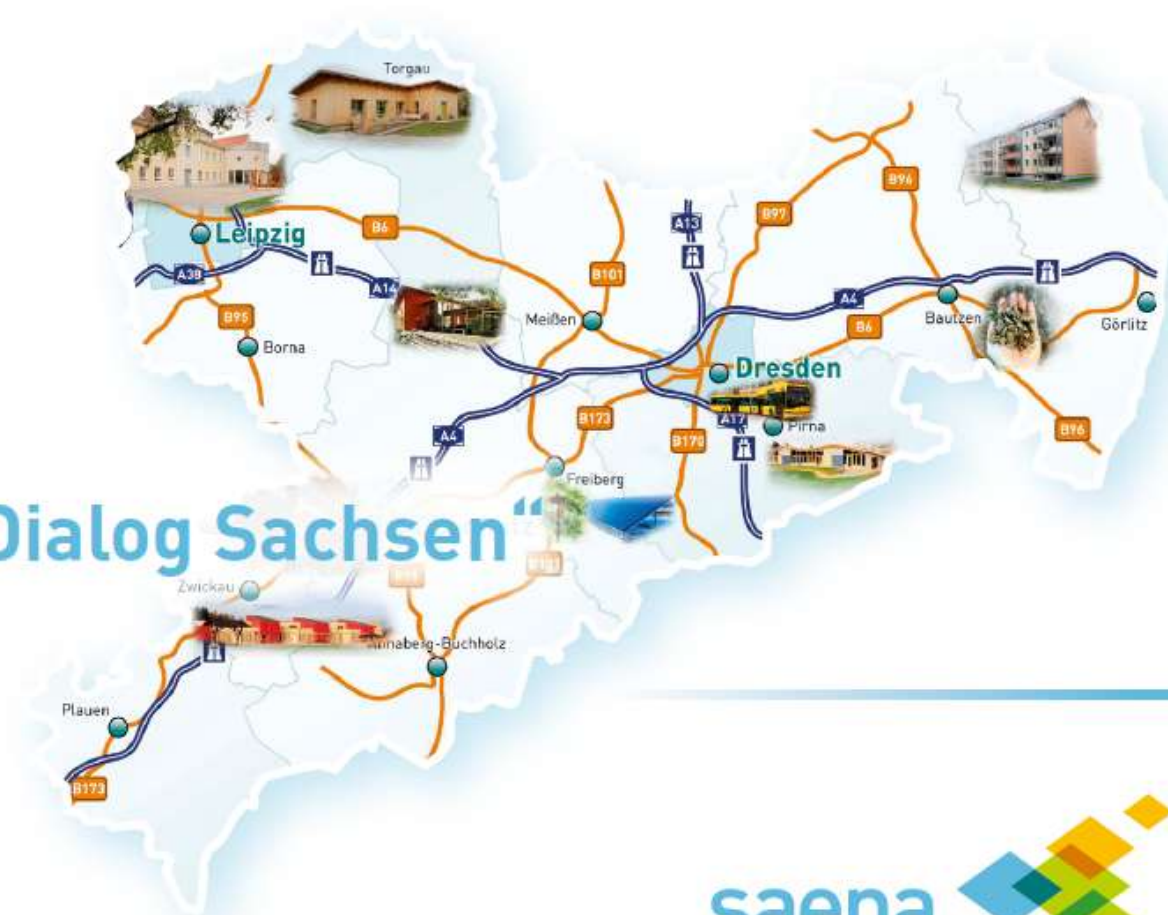 Torgau
B96
B97
Leipzig
B6
A13
A38
B101
A14
A4
B95
Meißen
B6
Bautzen
Görlitz
Borna
Dresden
B173
A17
Pirna
B96
A4
B170
Freiberg
Dialog Sachsen“
Zwickau
Annaberg-Buchholz
Plauen
B173
saena